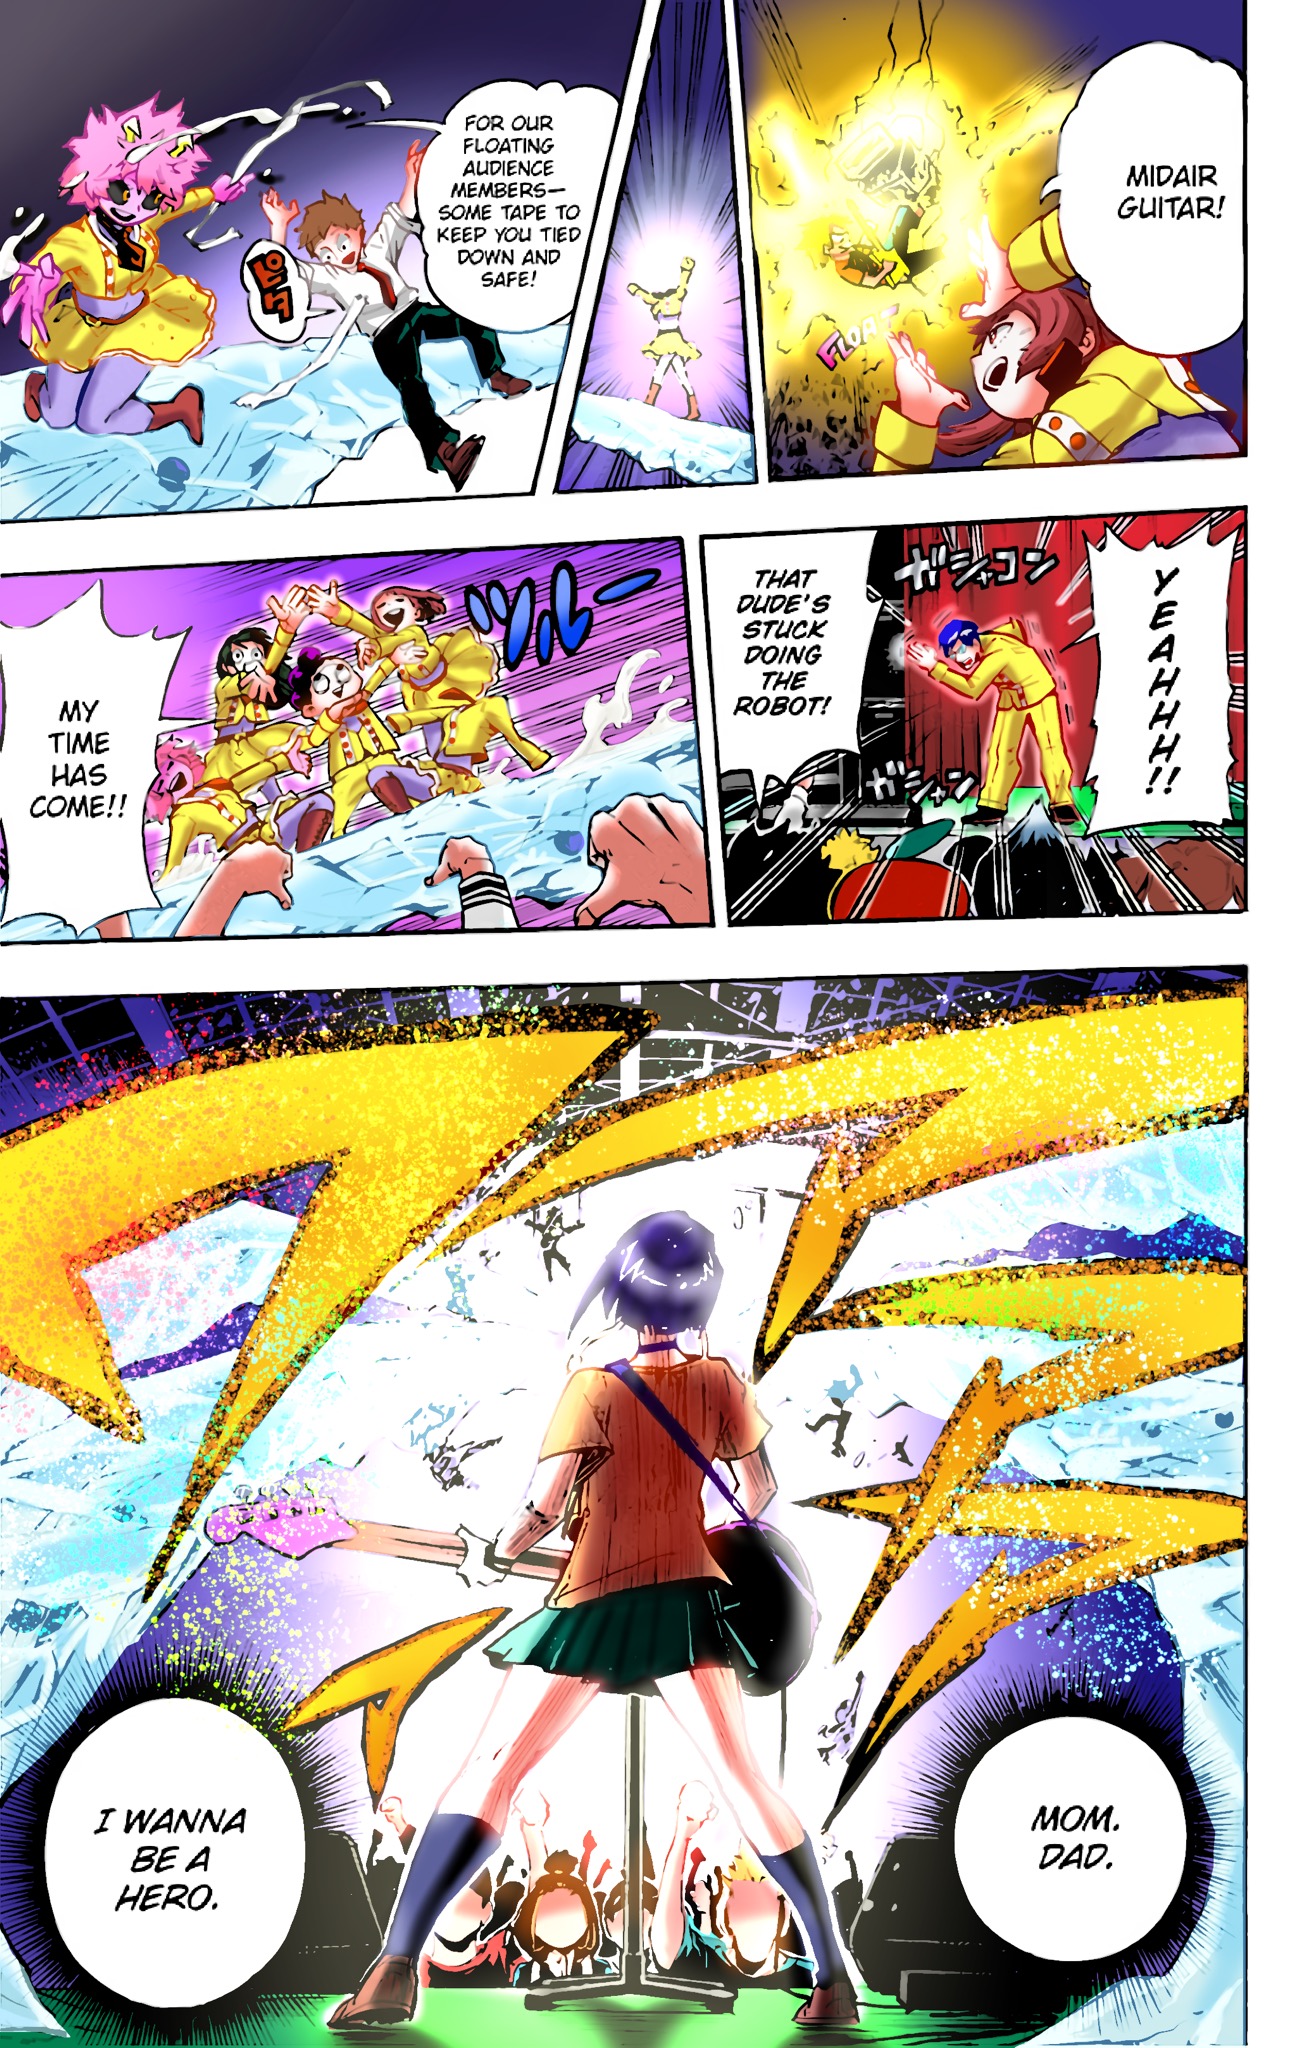 MIDAIR
GUITAR!
FLOAT
FOR OUR
FLOATING
AUDIENCE
MEMBERS—
SOME TAPE TO
KEEP YOU TIED
DOWN AND
SAFE!
ピタ
YEAHHH!!
ガシャコン
THAT
DUDE'S
STUCK
DOING
THE
ROBOT!
ガシャン
ツルー
MY
TIME
HAS
COME!!
MOM.
DAD.
I WANNA
BE A
HERO.